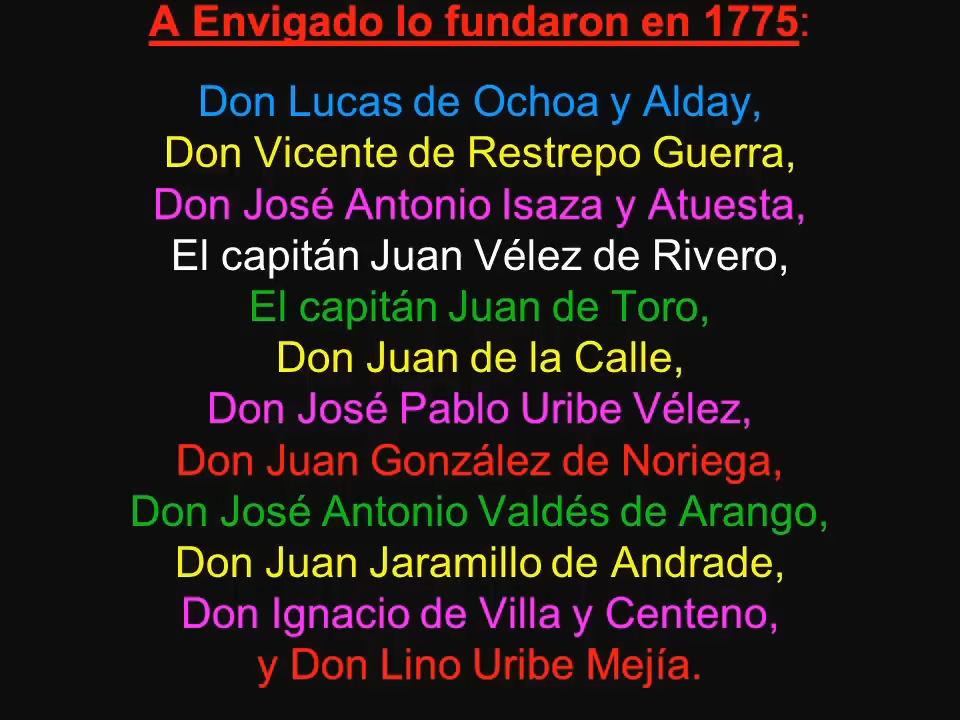 A Envigado lo fundaron en 1775:
Don Lucas de Ochoa y Alday,
Don Vicente de Restrepo Guerra,
Don José Antonio Isaza y Atuesta,
El capitán Juan Vélez de Rivero,
El capitán Juan de Toro,
Don Juan de la Calle,
Don José Pablo Uribe Vélez,
Don Juan González de Noriega,
Don José Antonio Valdés de Arango,
Don Juan Jaramillo de Andrade,
Don Ignacio de Villa y Centeno,
y Don Lino Uribe Mejía.